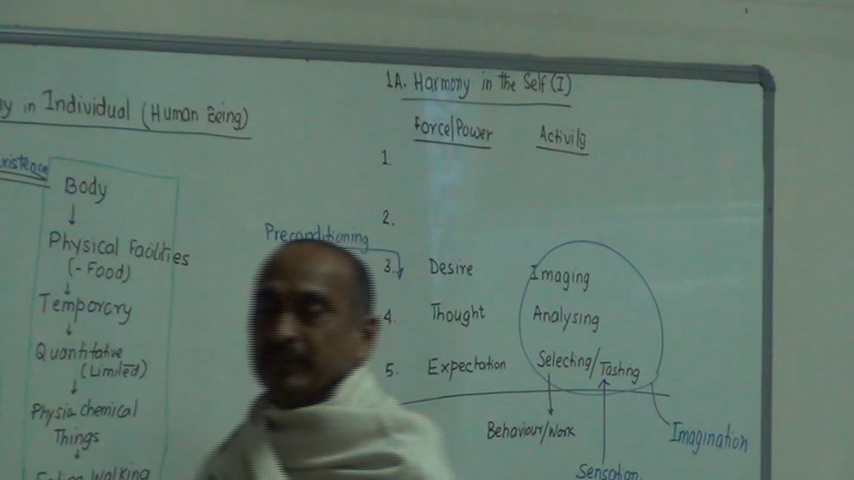 y in Individual (Human Being)
Body
Physical Facilities
(- Food)
Temporary
Quantitative
(Limited)
Physio chemical
Things
Walking
1A. Harmony in the Self (I)
Force/Power Activity
1.
2.
Preconditioning
3. Desire Imaging
4 Thought Analysing
5. Expectation Selecting/Tasting
Behaviour/Work
Imagination
Sensation